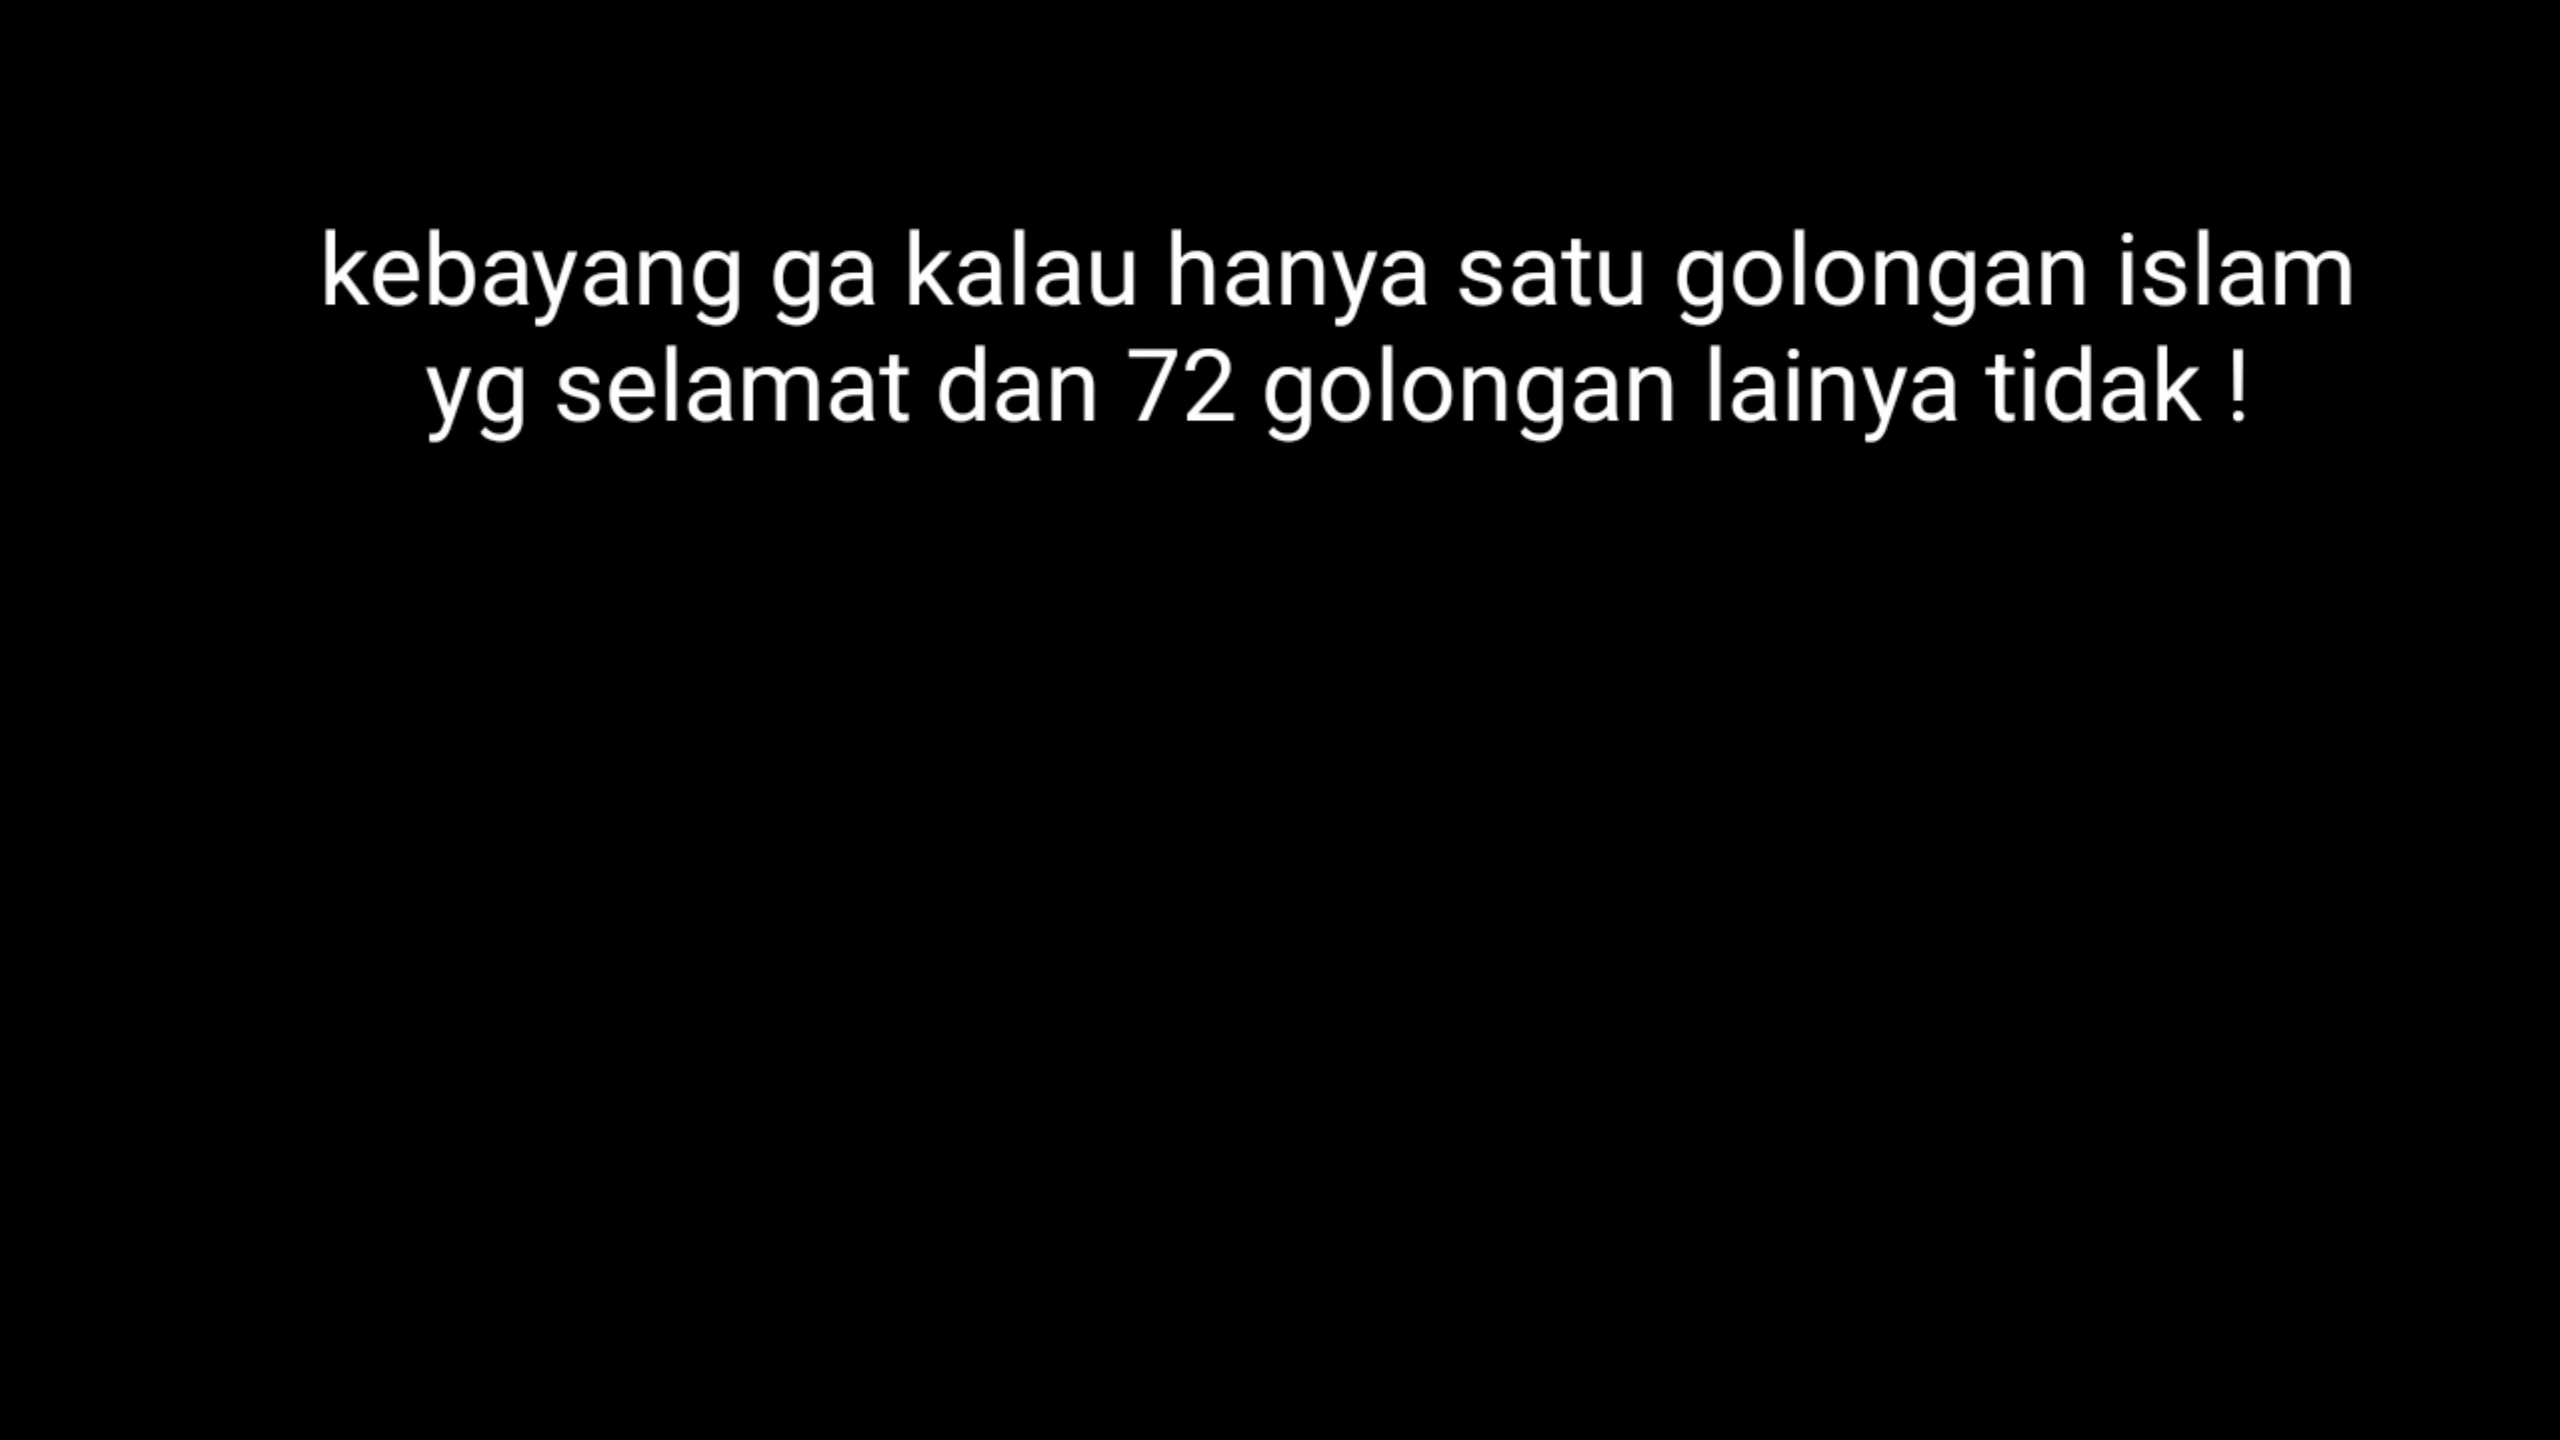 kebayang ga kalau hanya satu golongan islam
yg selamat dan 72 golongan lainya tidak !